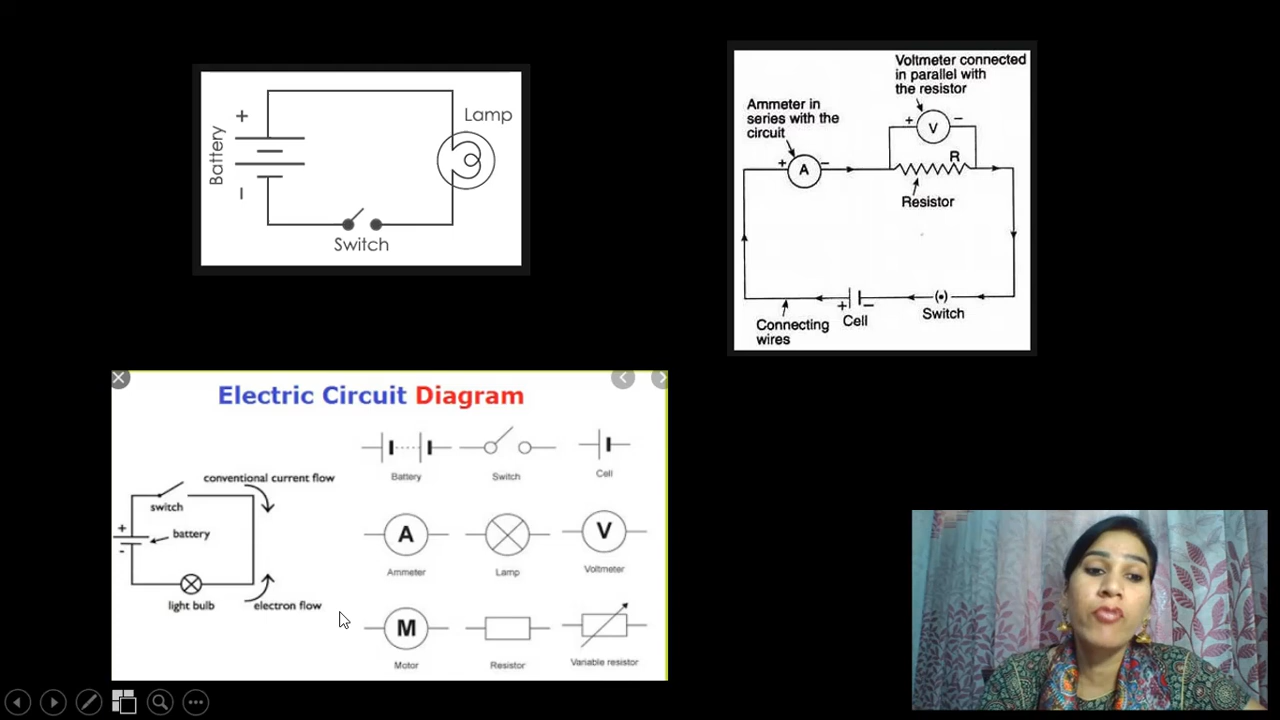 +
Battery
-
Lamp
Switch
Voltmeter connected
in parallel with
the resistor
Ammeter in
series with the
circuit
+ V -
+ A -
R
Resistor
+ -
Cell
Switch
Connecting
wires
Electric Circuit Diagram
conventional current flow
switch
+
battery
-
light bulb
electron flow
Battery
Switch
Cell
A
V
Ammeter
Lamp
Voltmeter
M
Motor
Resistor
Variable resistor